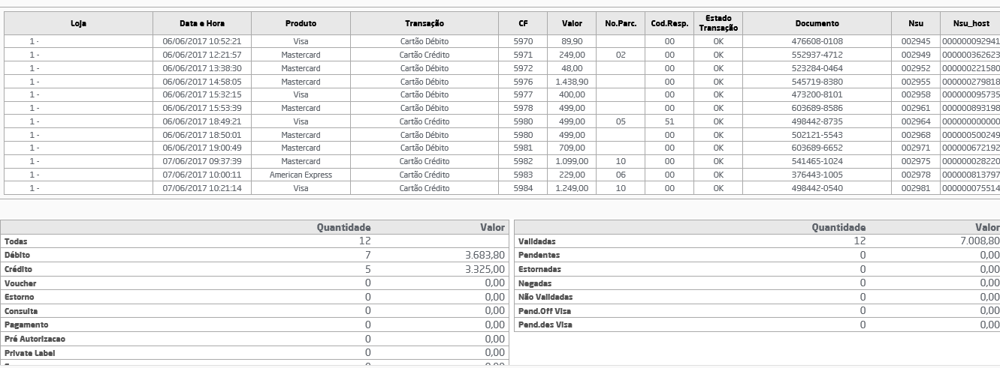 Loja Data e Hora Produto Transação CF Valor No.Parc. Cod.Resp. Estado Transação Documento Nsu Nsu_host
1 - 06/06/2017 10:52:21 Visa Cartão Débito 5970 89,90 00 OK 476608-0108 002945 000000092941
1 - 06/06/2017 12:21:57 Mastercard Cartão Crédito 5971 249,00 02 00 OK 552937-4712 002949 000000362623
1 - 06/06/2017 13:38:30 Mastercard Cartão Débito 5972 48,00 00 OK 523284-0464 002952 000000221580
1 - 06/06/2017 14:58:05 Mastercard Cartão Débito 5976 1.438,90 00 OK 545719-8380 002955 000000279818
1 - 06/06/2017 15:32:15 Visa Cartão Débito 5977 400,00 00 OK 473200-8101 002958 000000095735
1 - 06/06/2017 15:53:39 Mastercard Cartão Débito 5978 499,00 00 OK 603689-8586 002961 000000893198
1 - 06/06/2017 18:49:21 Visa Cartão Crédito 5980 499,00 05 51 OK 498442-8735 002964 000000000000
1 - 06/06/2017 18:50:01 Mastercard Cartão Débito 5980 499,00 00 OK 502121-5543 002968 000000500249
1 - 06/06/2017 19:00:49 Mastercard Cartão Débito 5981 709,00 00 OK 603689-6652 002971 000000672192
1 - 07/06/2017 09:37:39 Mastercard Cartão Crédito 5982 1.099,00 10 00 OK 541465-1024 002975 000000028220
1 - 07/06/2017 10:00:11 American Express Cartão Crédito 5983 229,00 06 00 OK 376443-1005 002978 000000813797
1 - 07/06/2017 10:21:14 Visa Cartão Crédito 5984 1.249,00 10 00 OK 498442-0540 002981 000000075514
Quantidade Valor
Todas 12
Débito 7 3.683,80
Crédito 5 3.325,00
Voucher 0 0,00
Estorno 0 0,00
Consulta 0 0,00
Pagamento 0 0,00
Pré Autorizacao 0 0,00
Private Label 0 0,00
Quantidade Valor
Validadas 12 7.008,80
Pendentes 0 0,00
Estornadas 0 0,00
Negadas 0 0,00
Não Validadas 0 0,00
Pend.Off Visa 0 0,00
Pend.des Visa 0 0,00